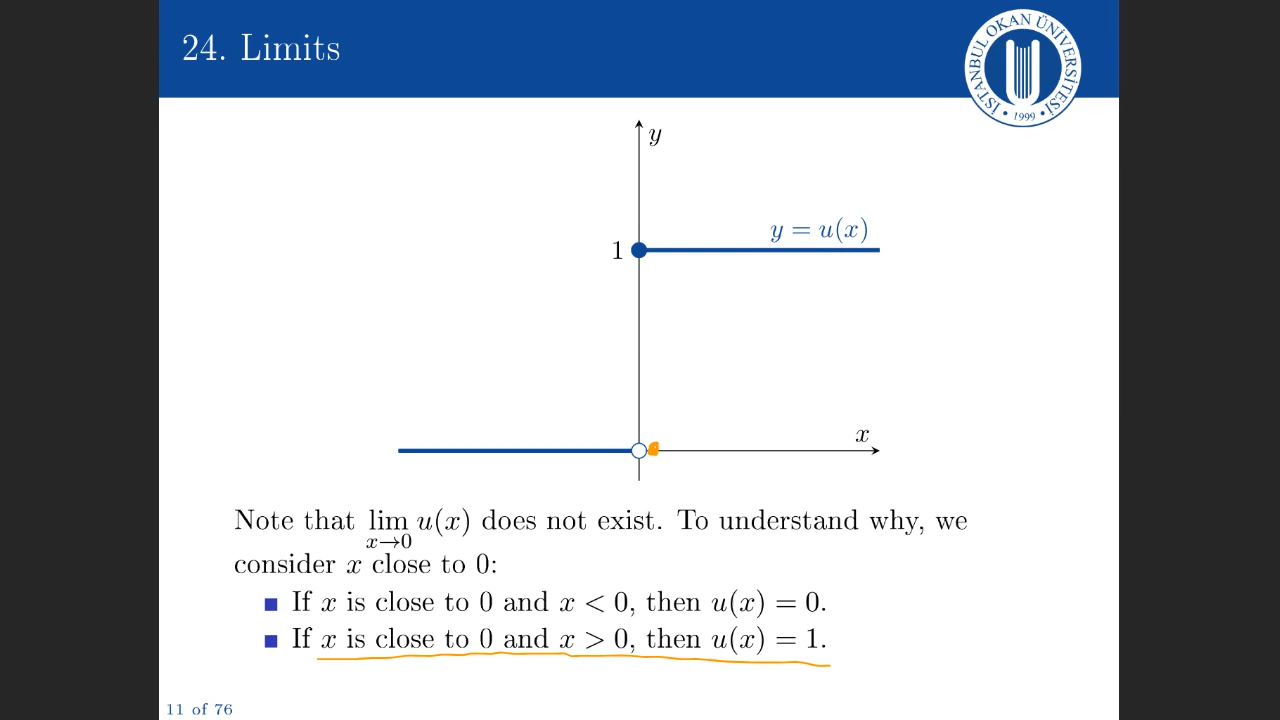 24. Limits
İSTANBUL OKAN ÜNİVERSİTESİ
• 1999 •
y
y = u(x)
1
x
Note that lim u(x) does not exist. To understand why, we
x→0
consider x close to 0:
If x is close to 0 and x < 0, then u(x) = 0.
If x is close to 0 and x > 0, then u(x) = 1.
11 of 76